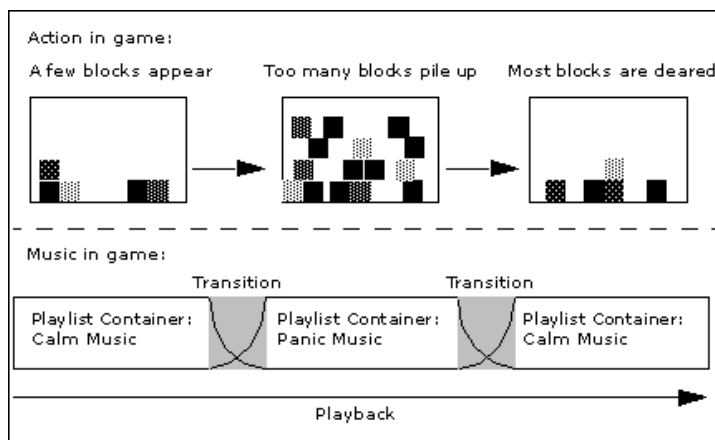 Action in game:
A few blocks appear
Too many blocks pile up
Most blocks are cleared
Music in game:
Transition
Transition
Playlist Container:
Calm Music
Playlist Container:
Panic Music
Playlist Container:
Calm Music
Playback